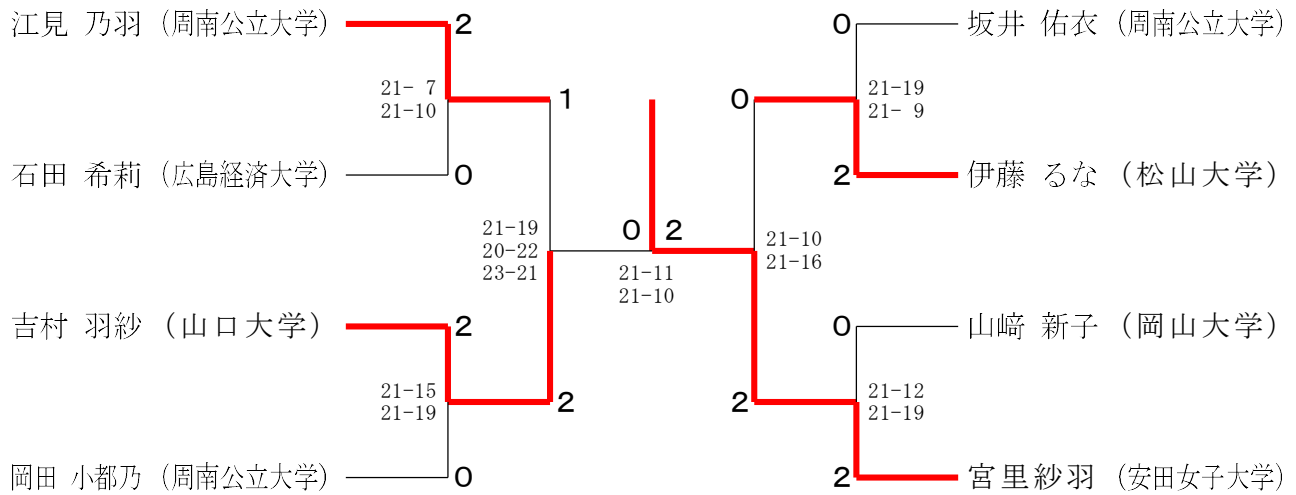 江見 乃羽 (周南公立大学) 2 0 坂井 佑衣 (周南公立大学)
21- 7 21-19
21-10 21- 9
1 0
石田 希莉 (広島経済大学) 0 2 伊藤 るな (松山大学)
21-19
20-22
23-21
0 2
21-11
21-10
21-10
21-16
吉村 羽紗 (山口大学) 2 0 山﨑 新子 (岡山大学)
21-15 21-12
21-19 21-19
2 2
岡田 小都乃 (周南公立大学) 0 2 宮里紗羽 (安田女子大学)